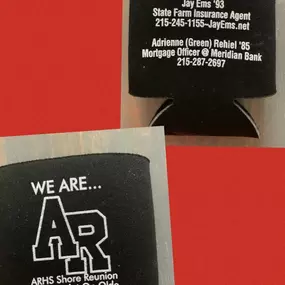 Jay Ems '93
State Farm Insurance Agent
215-245-1155~JayEms.net
Adrienne (Green) Rehiel '85
Mortgage Officer @ Meridian Bank
215-287-2697
WE ARE...
AR
ARHS Shore Reunion